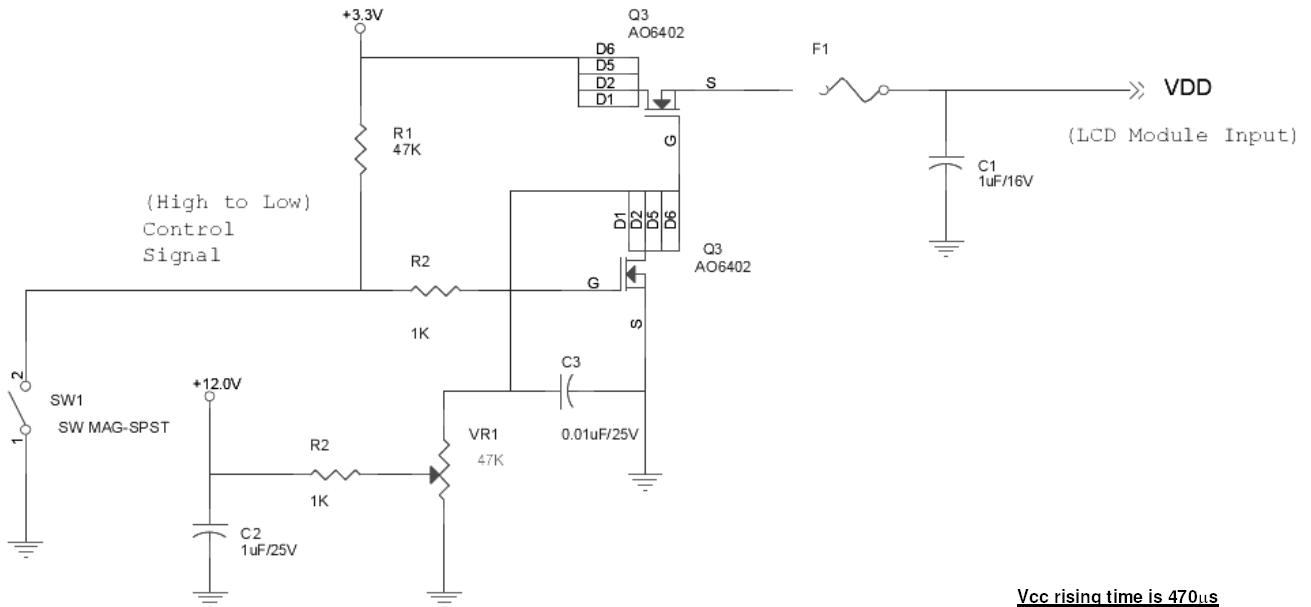 +3.3V
Q3
AO6402
D6
D5
D2
D1
S
G
F1
VDD
(LCD Module Input)
R1
47K
C1
1uF/16V
(High to Low)
Control
Signal
D1
D2
D5
D6
Q3
AO6402
R2
1K
G
S
C3
0.01uF/25V
2
1
SW1
SW MAG-SPST
+12.0V
R2
1K
VR1
47K
C2
1uF/25V
Vcc rising time is 470μs